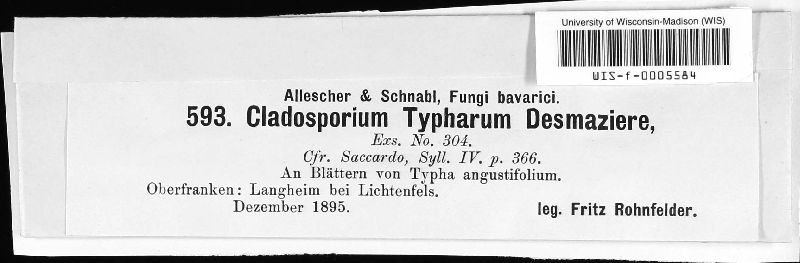 University of Wisconsin-Madison (WIS)
WIS-f-0005584
Allescher & Schnabl, Fungi bavarici.
593. Cladosporium Typharum Desmaziere,
Exs. No. 304.
Cfr. Saccardo, Syll. IV. p. 366.
An Blättern von Typha angustifolium.
Oberfranken: Langheim bei Lichtenfels.
Dezember 1895.
leg. Fritz Rohnfelder.